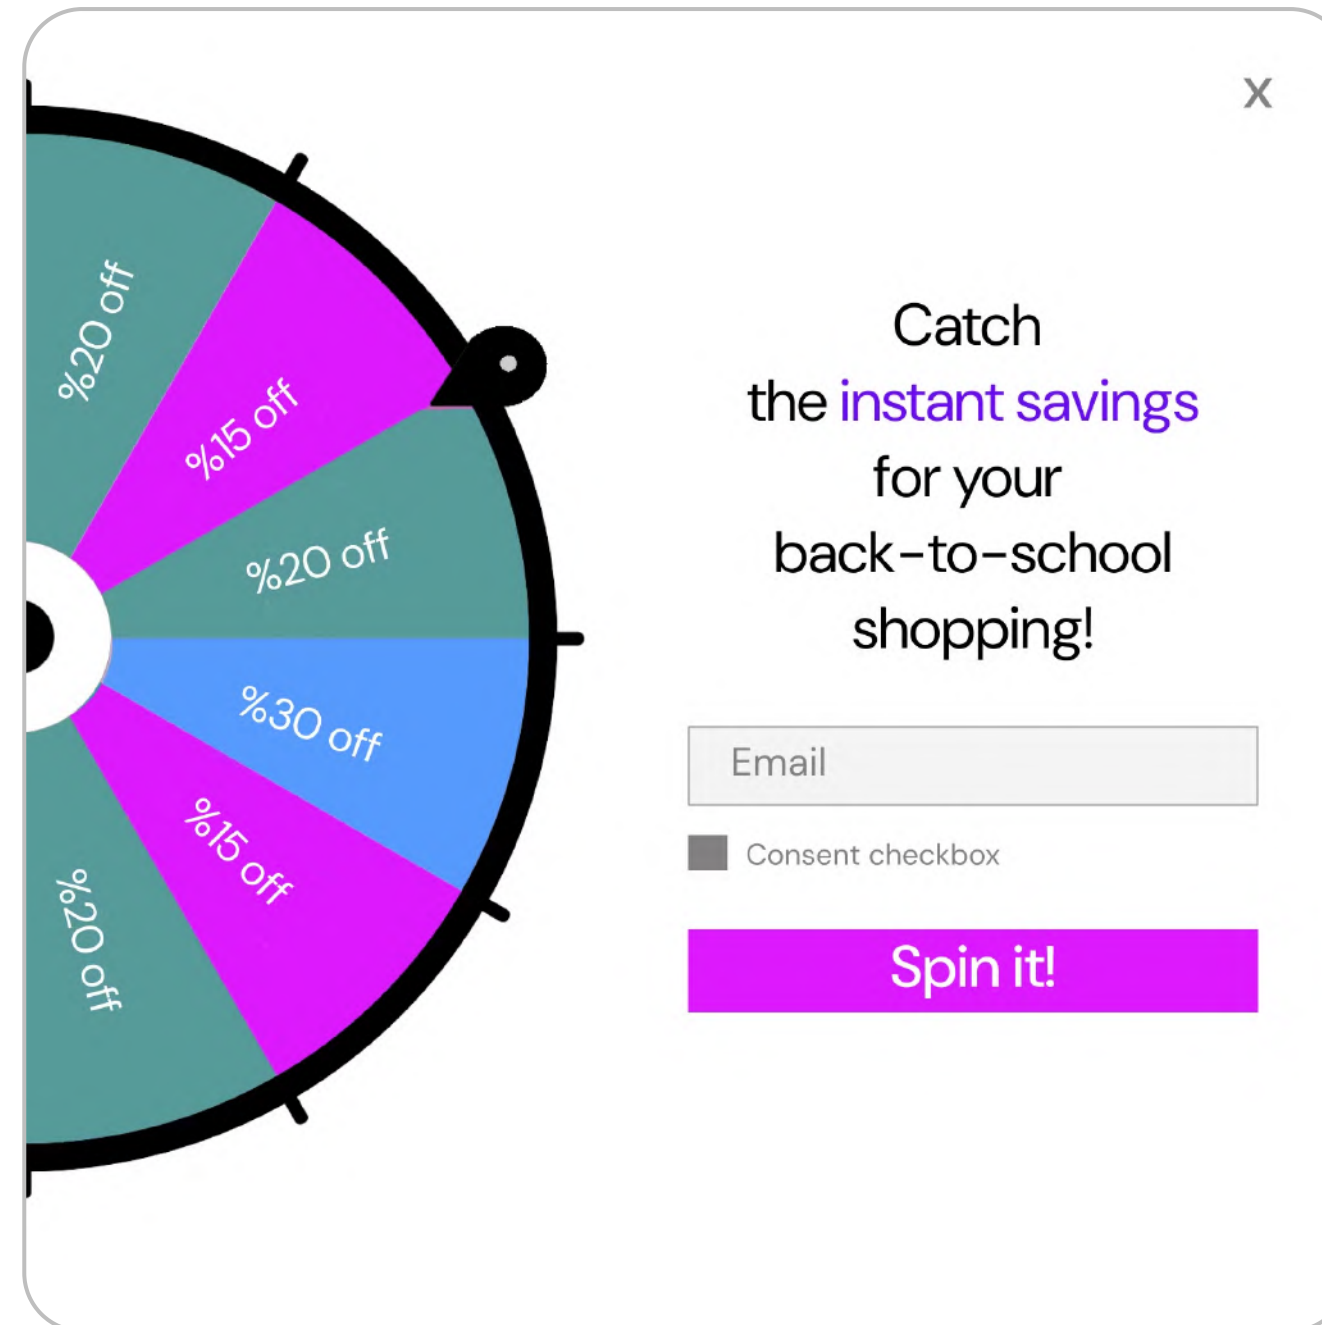 X
%20 off
%15 off
%20 off
%30 off
%15 off
%20 off
Catch
the instant savings
for your
back-to-school
shopping!
Email
Consent checkbox
Spin it!